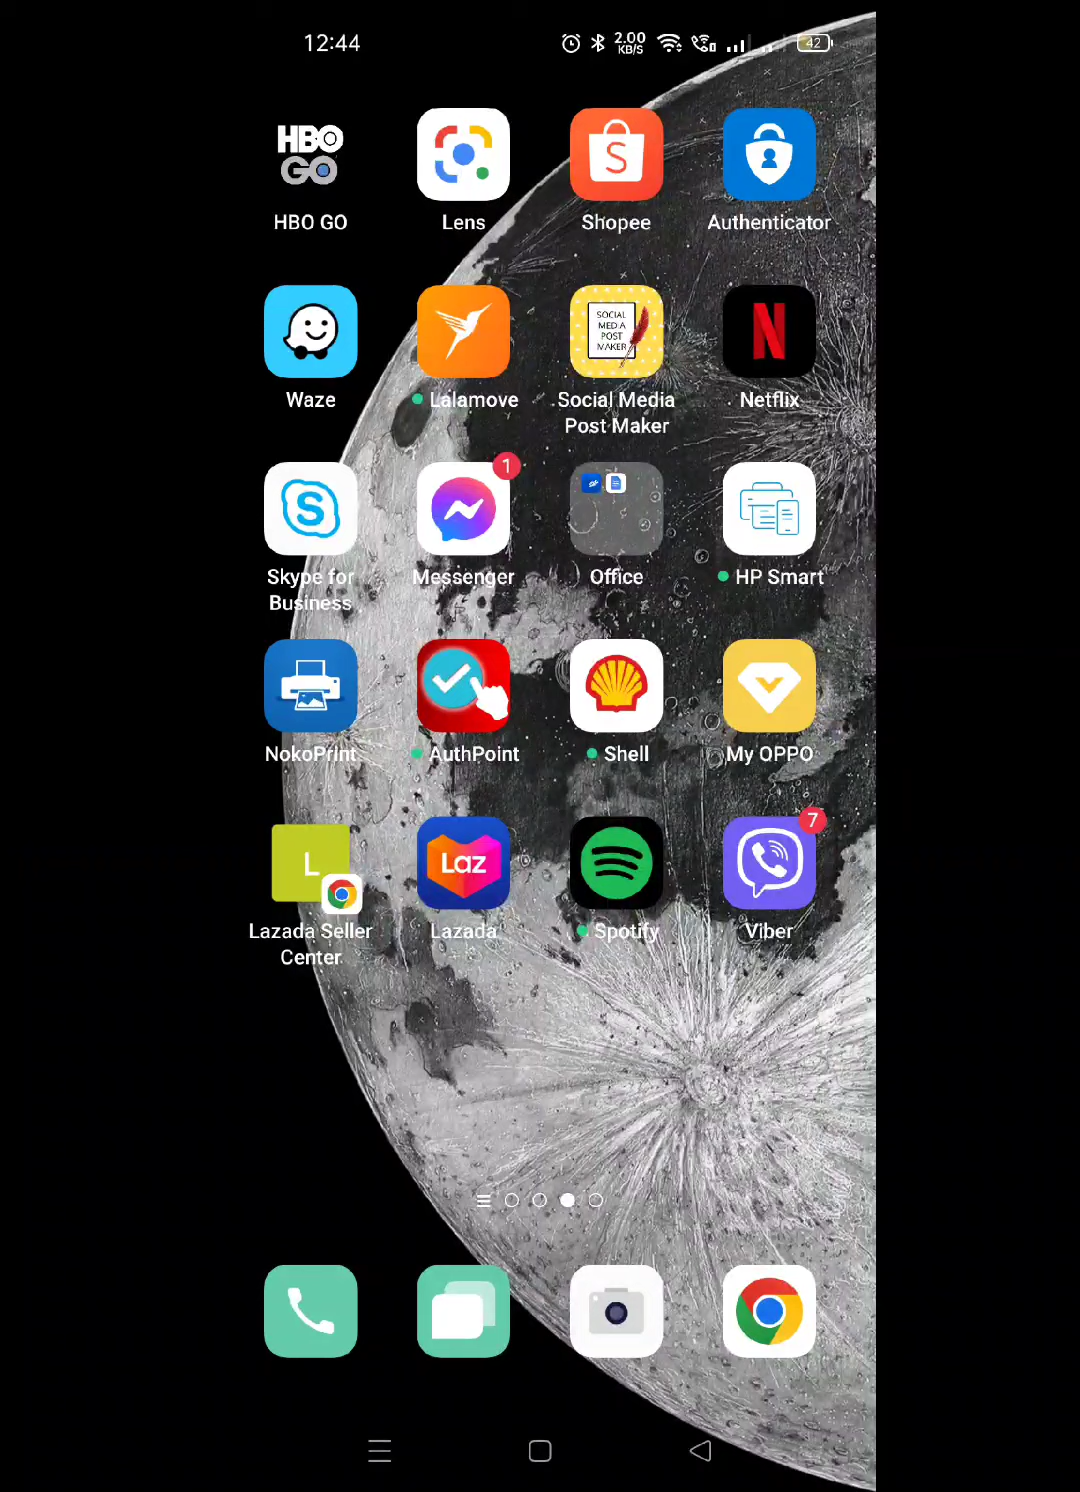 12:44
2.00
KB/S
42
HBO
GO
S
HBO GO
Lens
Shopee
Authenticator
SOCIAL
MEDIA
POST
MAKER
N
Waze
Lalamove
Social Media
Post Maker
Netflix
S
1
Skype for
Business
Messenger
Office
HP Smart
NokoPrint
AuthPoint
Shell
My OPPO
L
Laz
7
Lazada Seller
Center
Lazada
Spotify
Viber